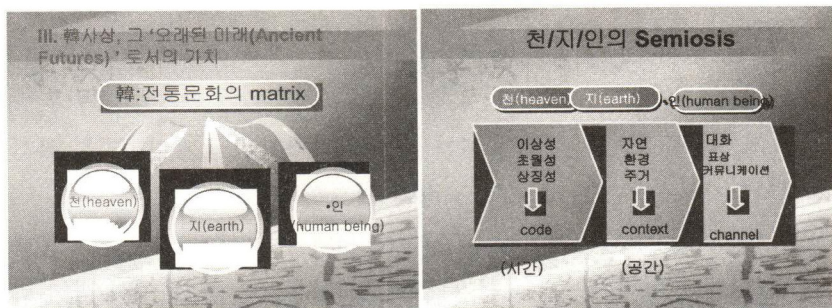 III. 韓사상, 그 '오래된 미래(Ancient
Futures)' 로서의 가치
韓:전통문화의 matrix
천(heaven)
지(earth)
•인
(human being)
천/지/인의 Semiosis
천(heaven)
지(earth)
•인(human being)
이상성
초월성
상징성
code
자연
환경
주거
context
대화
표상
커뮤니케이션
channel
(시간)
(공간)